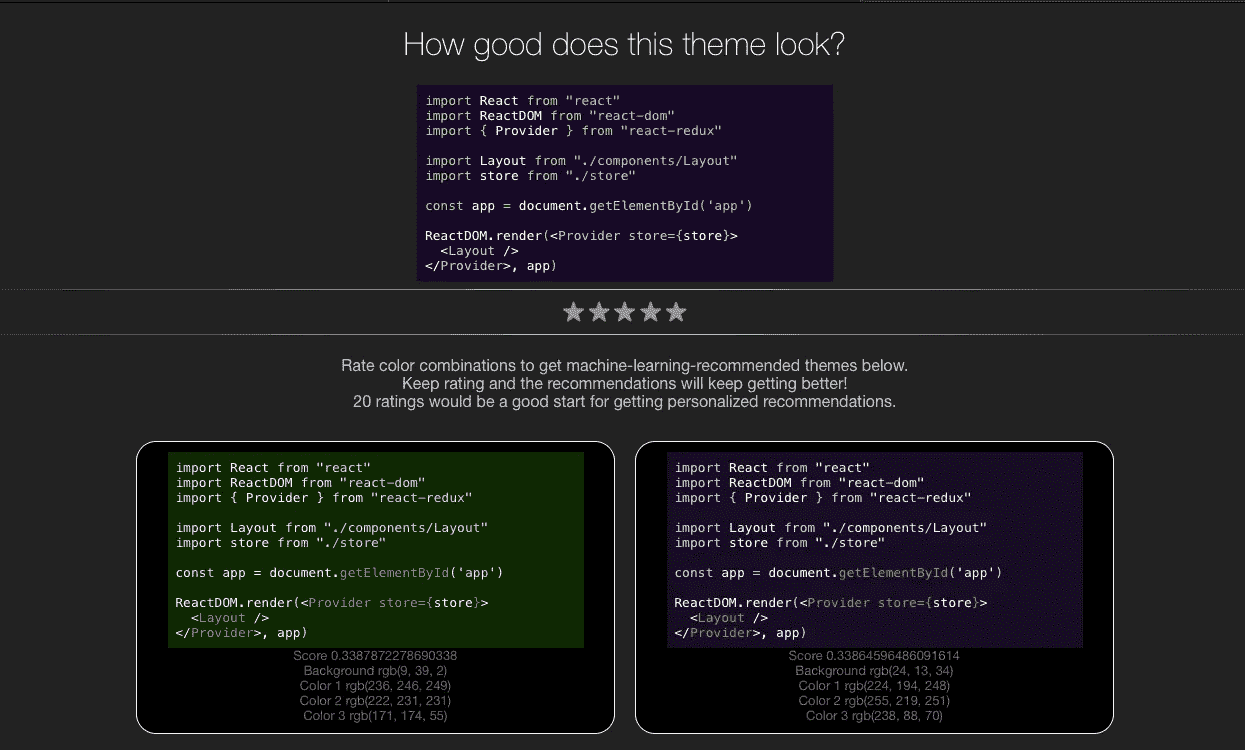 How good does this theme look?
import React from "react"
import ReactDOM from "react-dom"
import { Provider } from "react-redux"
import Layout from "./components/Layout"
import store from "./store"
const app = document.getElementById('app')
ReactDOM.render(<Provider store={store}>
  <Layout />
</Provider>, app)
Rate color combinations to get machine-learning-recommended themes below.
Keep rating and the recommendations will keep getting better!
20 ratings would be a good start for getting personalized recommendations.
import React from "react"
import ReactDOM from "react-dom"
import { Provider } from "react-redux"
import Layout from "./components/Layout"
import store from "./store"
const app = document.getElementById('app')
ReactDOM.render(<Provider store={store}>
  <Layout />
</Provider>, app)
Score 0.3387872278690338
Background rgb(9, 39, 2)
Color 1 rgb(236, 246, 249)
Color 2 rgb(222, 231, 231)
Color 3 rgb(171, 174, 55)
import React from "react"
import ReactDOM from "react-dom"
import { Provider } from "react-redux"
import Layout from "./components/Layout"
import store from "./store"
const app = document.getElementById('app')
ReactDOM.render(<Provider store={store}>
  <Layout />
</Provider>, app)
Score 0.33864596486091614
Background rgb(24, 13, 34)
Color 1 rgb(224, 194, 248)
Color 2 rgb(255, 219, 251)
Color 3 rgb(238, 88, 70)